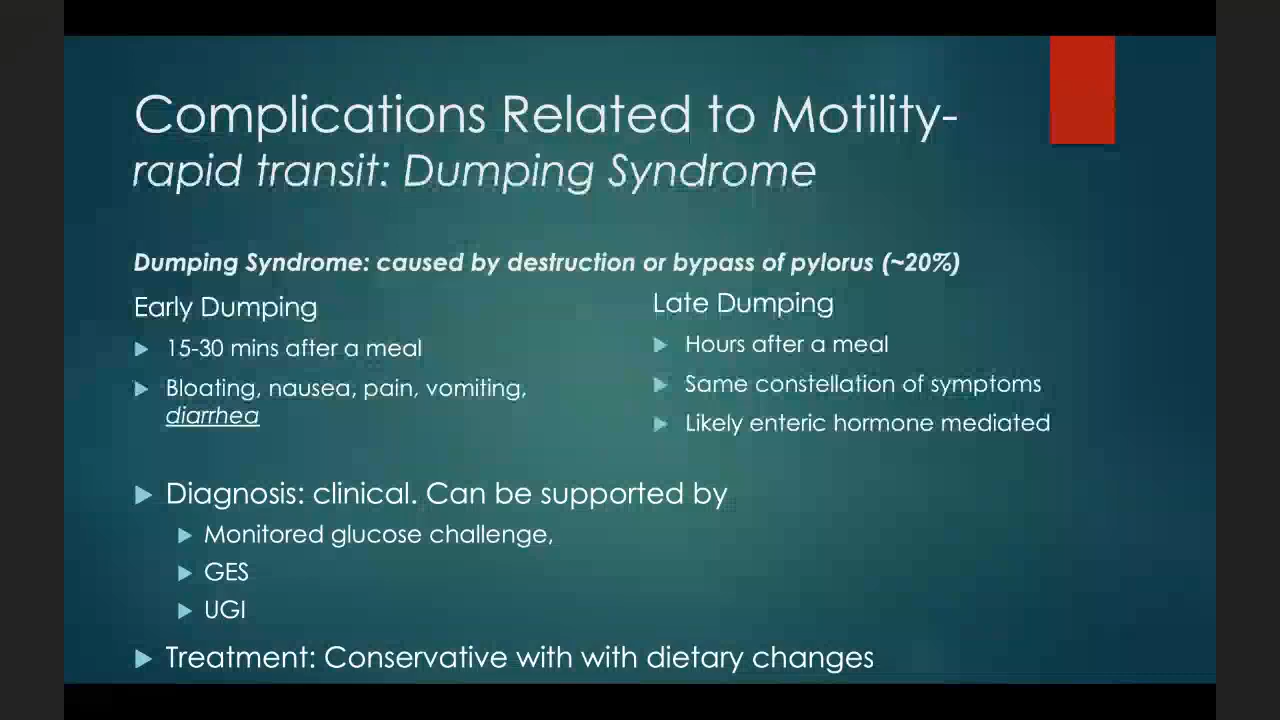 Complications Related to Motility-
rapid transit: Dumping Syndrome
Dumping Syndrome: caused by destruction or bypass of pylorus (~20%)
Early Dumping
15-30 mins after a meal
Bloating, nausea, pain, vomiting,
diarrhea
Late Dumping
Hours after a meal
Same constellation of symptoms
Likely enteric hormone mediated
Diagnosis: clinical. Can be supported by
Monitored glucose challenge,
GES
UGI
Treatment: Conservative with with dietary changes